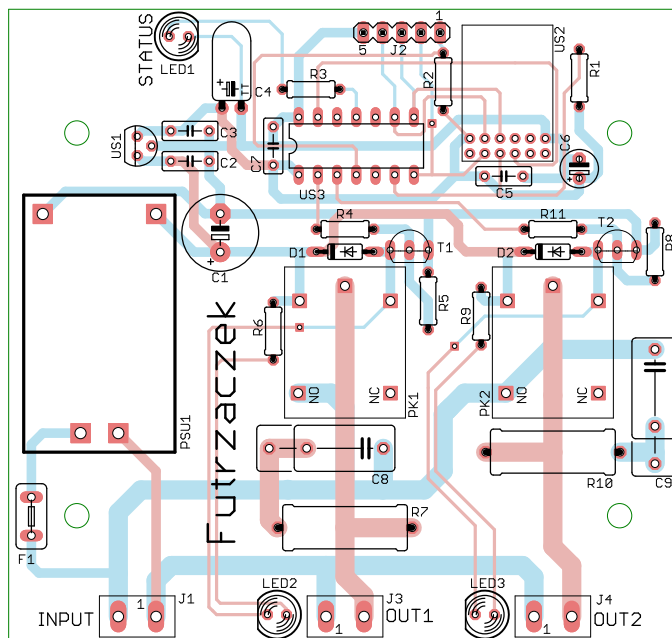 STATUS
LED1
TT
C4
R3
5
J2
1
R2
US2
R1
US1
C3
C2
C7
US3
C5
C6
C1
R4
D1
T1
R11
D2
T2
R8
R6
R5
R9
NO
NC
PK1
NO
NC
PK2
PSU1
Futrzaczek
C8
R7
R10
C9
F1
INPUT
1
J1
LED2
1
J3
OUT1
LED3
1
J4
OUT2